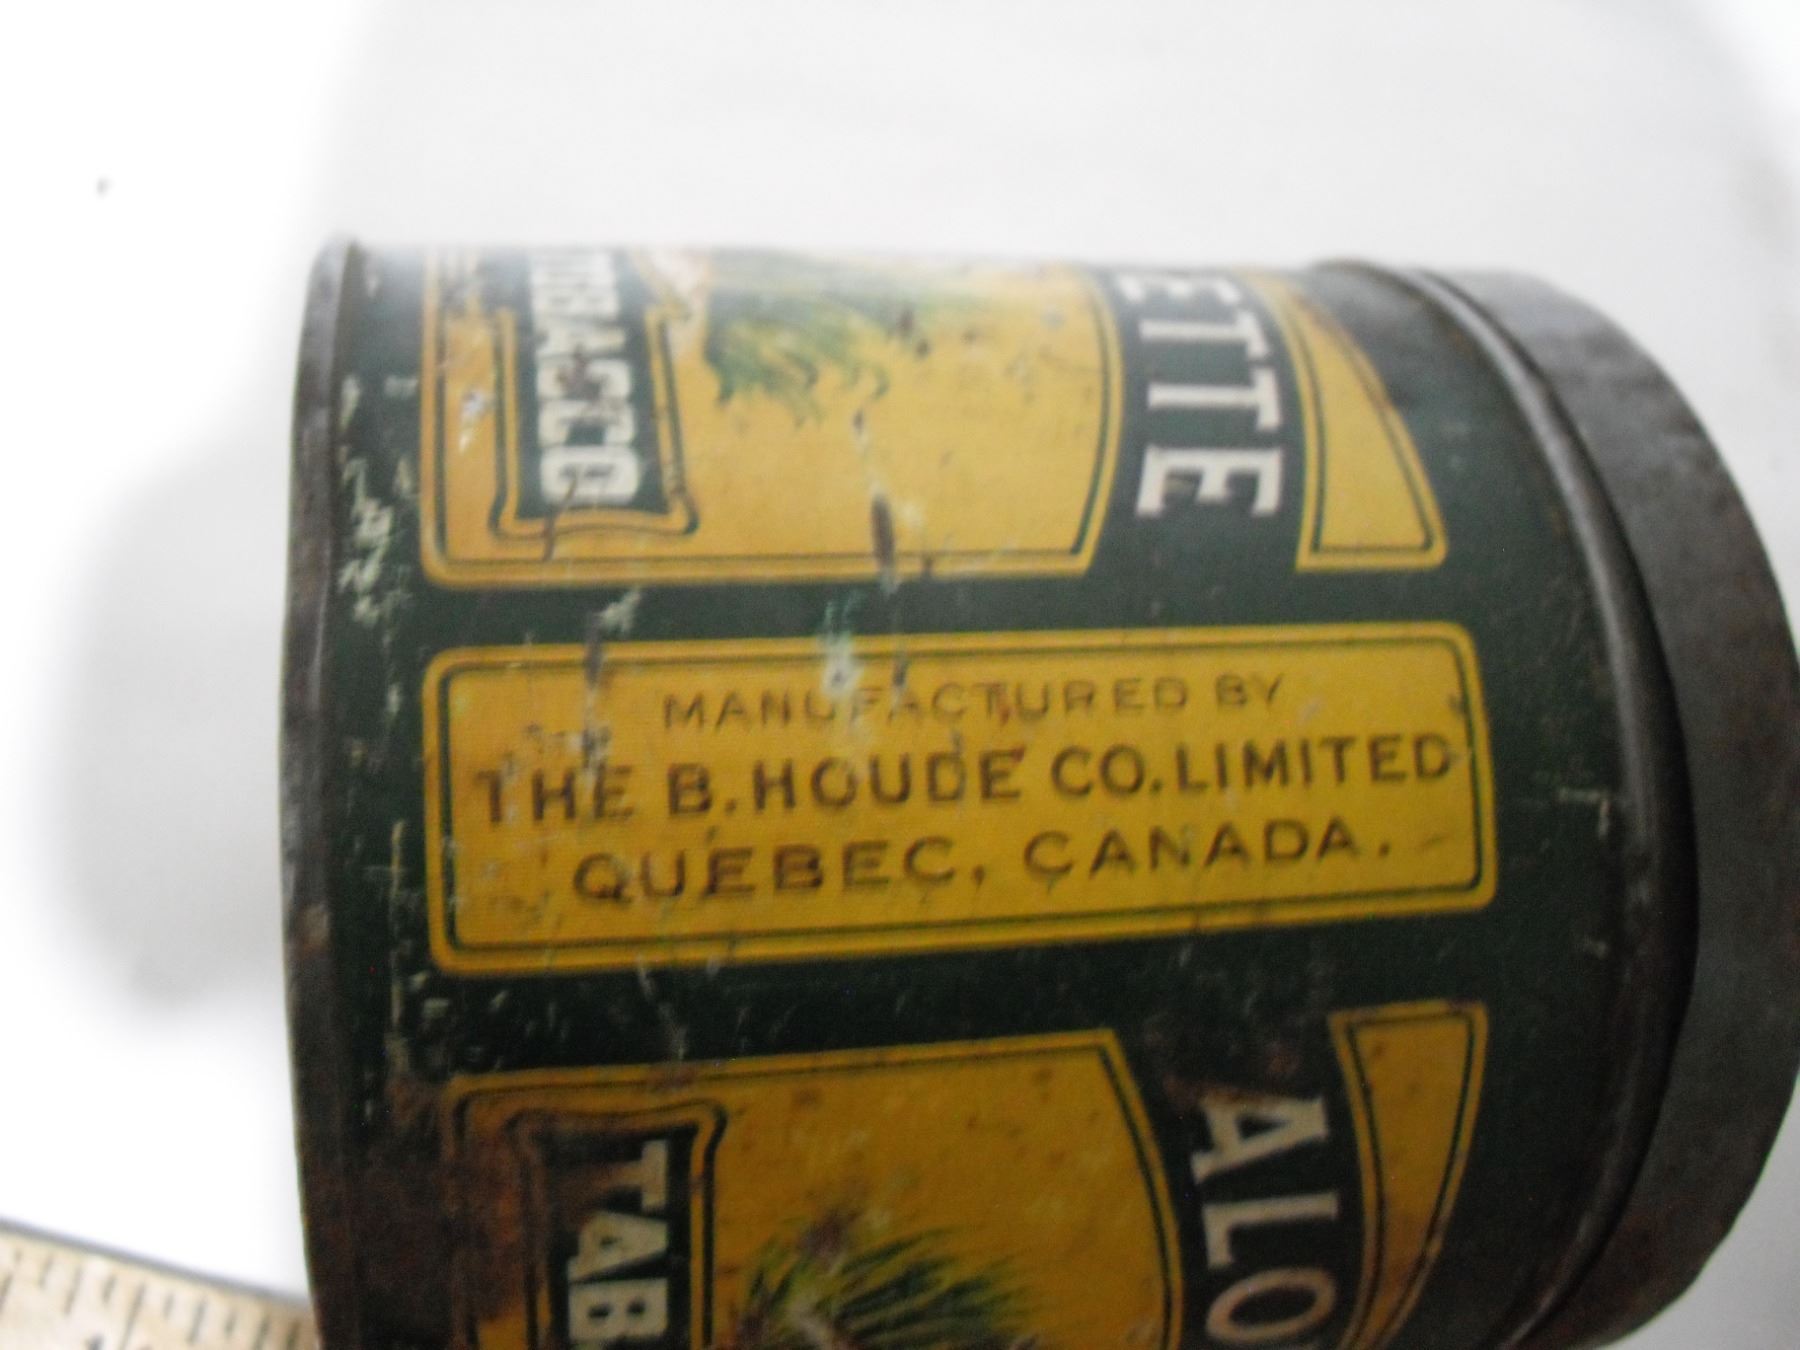 TOBACCO
ETTE
MANUFACTURED BY
THE B. HOUDE CO. LIMITED
QUEBEC, CANADA.
ALO
TAB